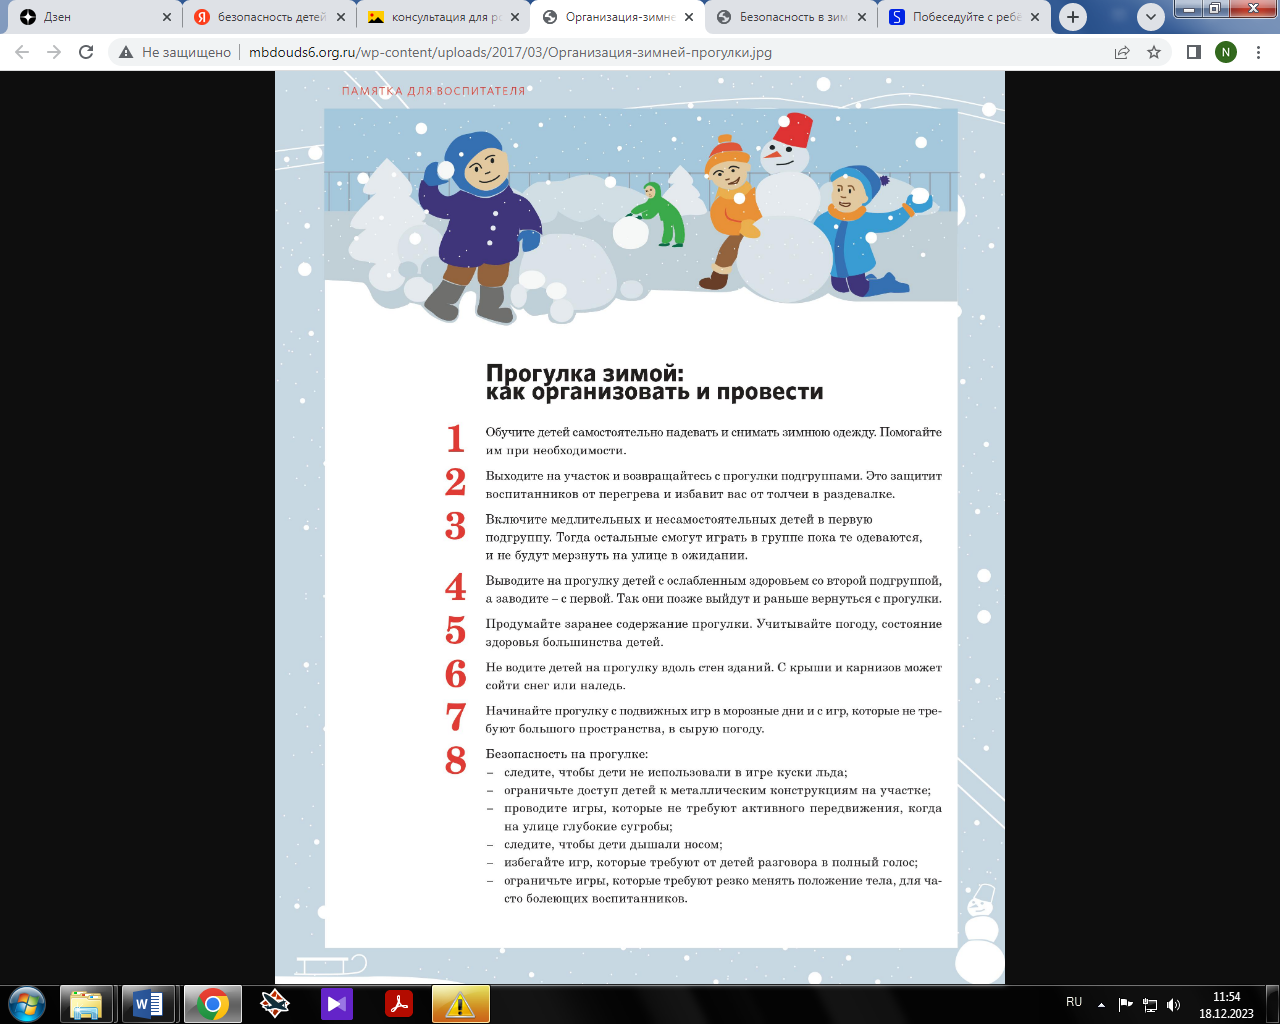 Дзен
безопасность детей
консультация для ро
Организация-зимне
Безопасность в зим
Побеседуйте с ребё
Не защищено
mbdouds6.org.ru/wp-content/uploads/2017/03/Организация-зимней-прогулки.jpg
N
ПАМЯТКА ДЛЯ ВОСПИТАТЕЛЯ
Прогулка зимой:
как организовать и провести
1 Обучите детей самостоятельно надевать и снимать зимнюю одежду. Помогайте
им при необходимости.
2 Выходите на участок и возвращайтесь с прогулки подгруппами. Это защитит
воспитанников от перегрева и избавит вас от толчеи в раздевалке.
3 Включите медлительных и несамостоятельных детей в первую
подгруппу. Тогда остальные смогут играть в группе пока те одеваются,
и не будут мерзнуть на улице в ожидании.
4 Выводите на прогулку детей с ослабленным здоровьем со второй подгруппой,
а заводите – с первой. Так они позже выйдут и раньше вернуться с прогулки.
5 Продумайте заранее содержание прогулки. Учитывайте погоду, состояние
здоровья большинства детей.
6 Не водите детей на прогулку вдоль стен зданий. С крыши и карнизов может
сойти снег или наледь.
7 Начинайте прогулку с подвижных игр в морозные дни и с игр, которые не тре-
буют большого пространства, в сырую погоду.
8 Безопасность на прогулке:
– следите, чтобы дети не использовали в игре куски льда;
– ограничьте доступ детей к металлическим конструкциям на участке;
– проводите игры, которые не требуют активного передвижения, когда
на улице глубокие сугробы;
– следите, чтобы дети дышали носом;
– избегайте игр, которые требуют от детей разговора в полный голос;
– ограничьте игры, которые требуют резко менять положение тела, для ча-
сто болеющих воспитанников.
RU
11:54
18.12.2023